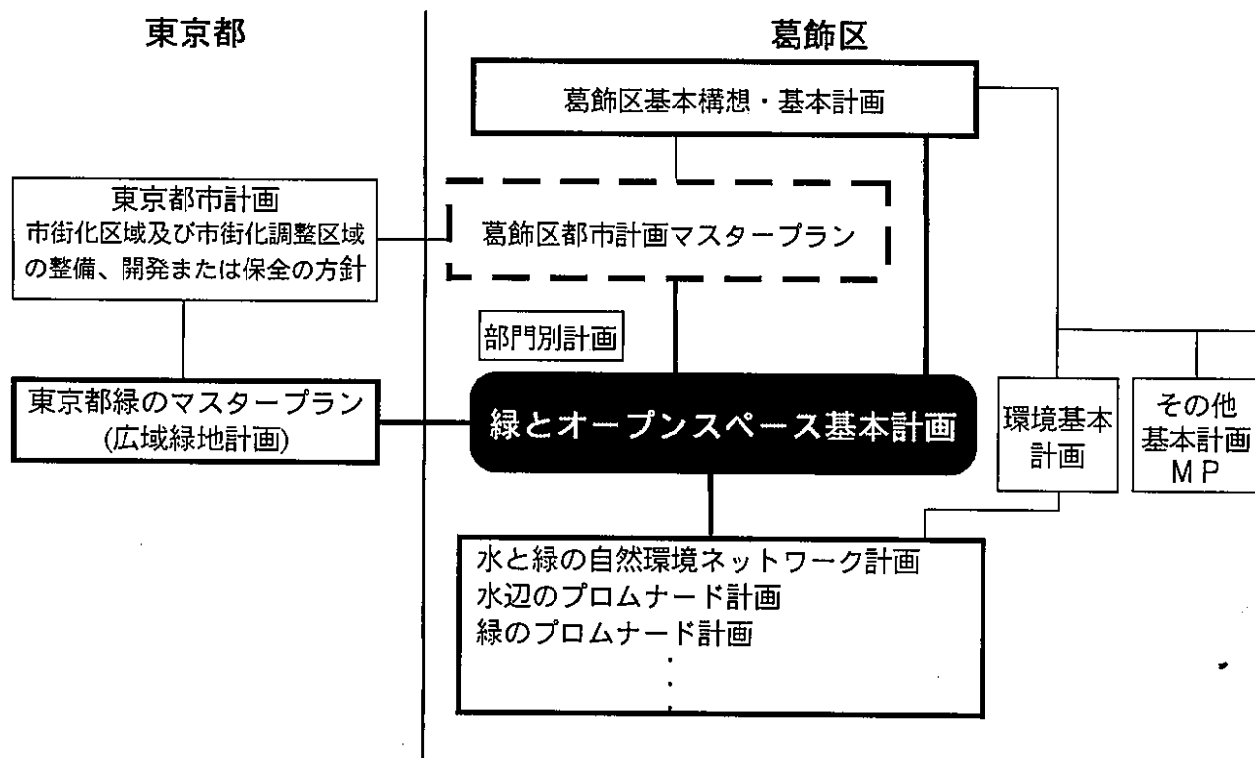 東京都
葛飾区
葛飾区基本構想・基本計画
東京都市計画
市街化区域及び市街化調整区域
の整備、開発または保全の方針
葛飾区都市計画マスタープラン
部門別計画
東京都緑のマスタープラン
(広域緑地計画)
緑とオープンスペース基本計画
環境基本
計画
その他
基本計画
ＭＰ
水と緑の自然環境ネットワーク計画
水辺のプロムナード計画
緑のプロムナード計画